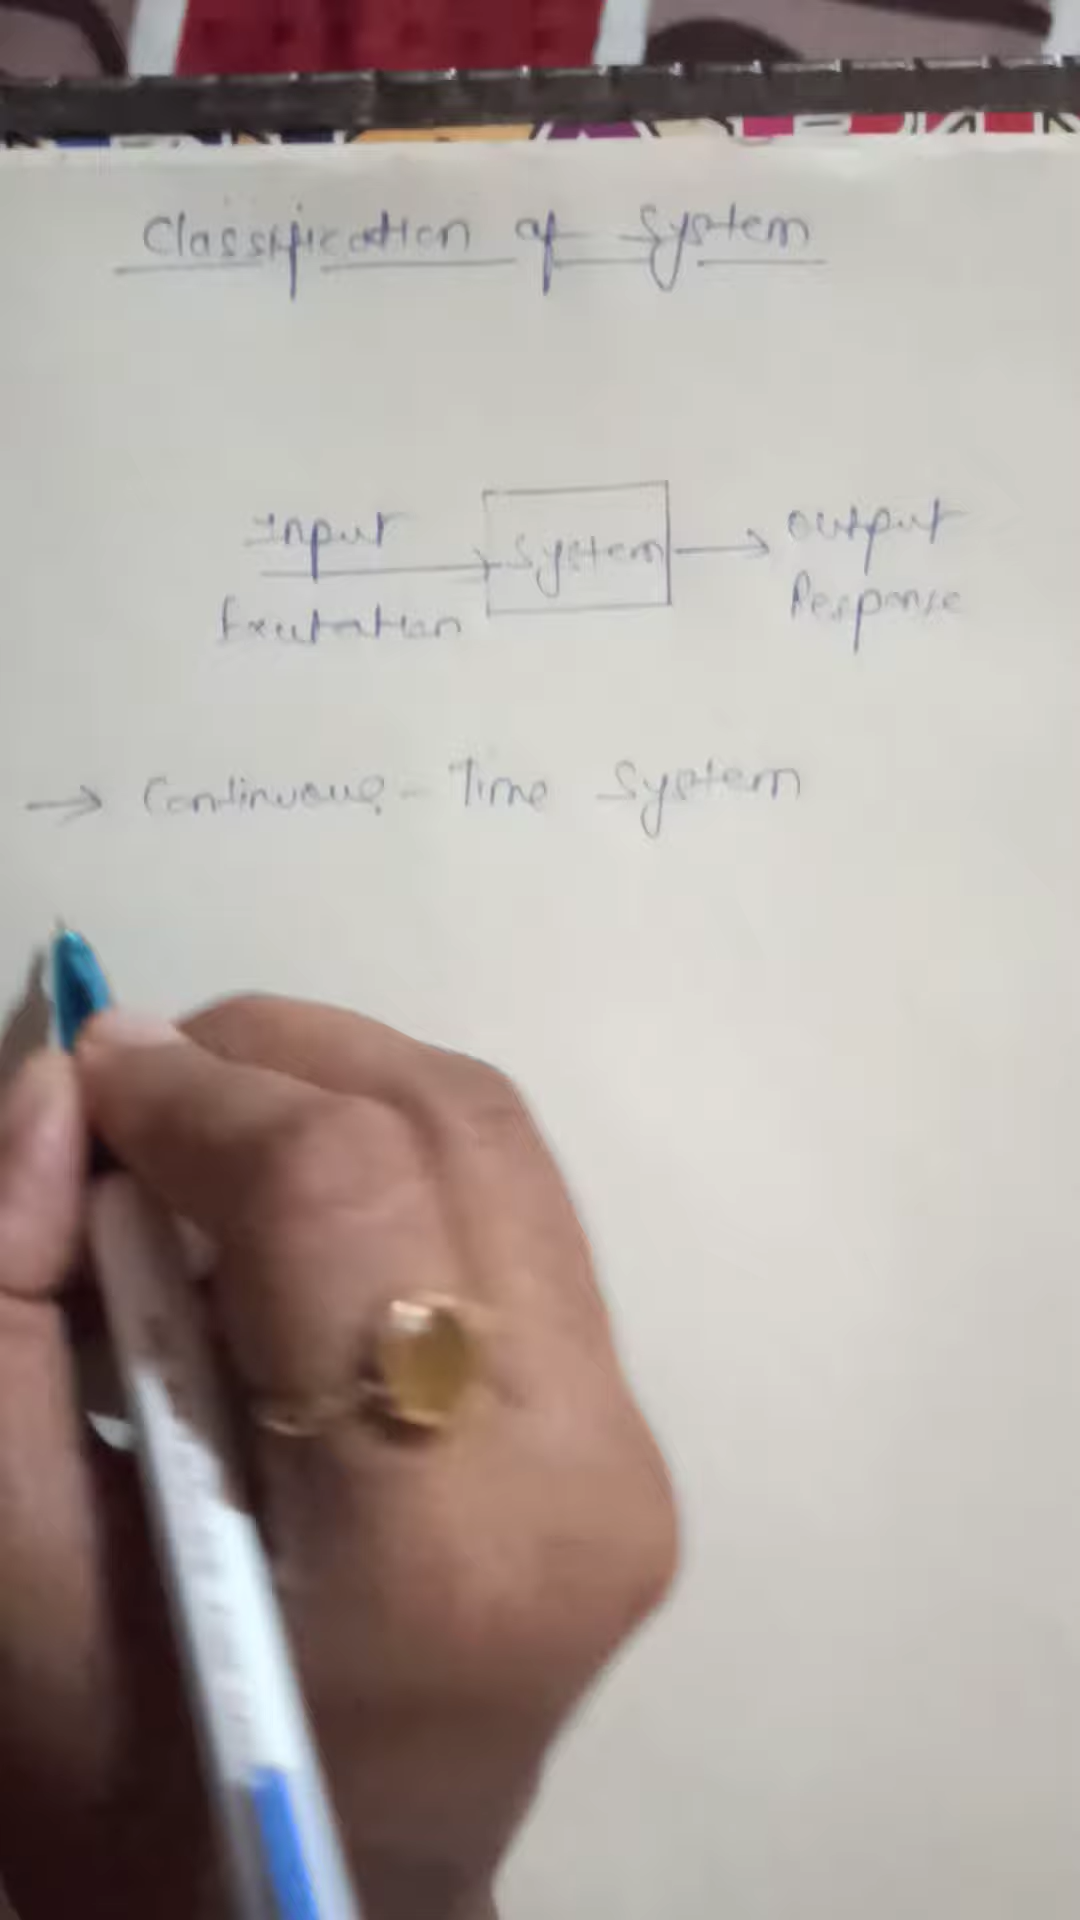 Classification of System
Input
System
Output
Excitation
Response
→ Continuous - Time System